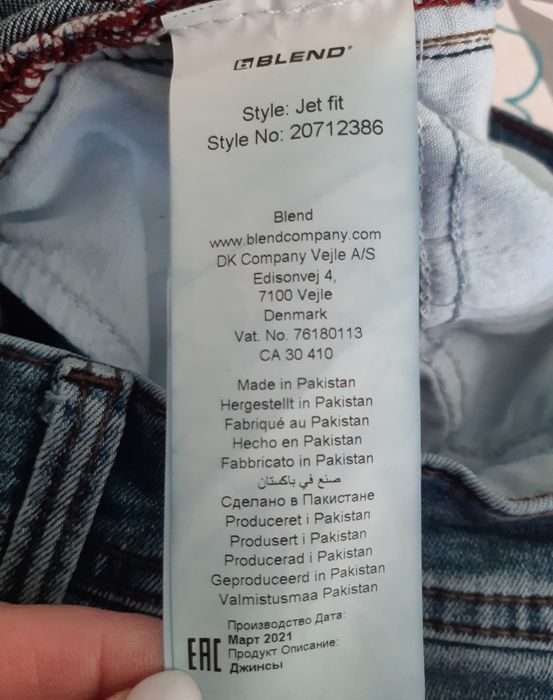 BLEND
Style: Jet fit
Style No: 20712386
Blend
www.blendcompany.com
DK Company Vejle A/S
Edisonvej 4,
7100 Vejle
Denmark
Vat. No. 76180113
CA 30 410
Made in Pakistan
Hergestellt in Pakistan
Fabriqué au Pakistan
Hecho en Pakistan
Fabbricato in Pakistan
صنع في باكستان
Сделано в Пакистане
Produceret i Pakistan
Produsert i Pakistan
Producerad i Pakistan
Geproduceerd in Pakistan
Valmistusmaa Pakistan
Производство Дата:
Март 2021
Продукт Описание:
Джинсы
EAC